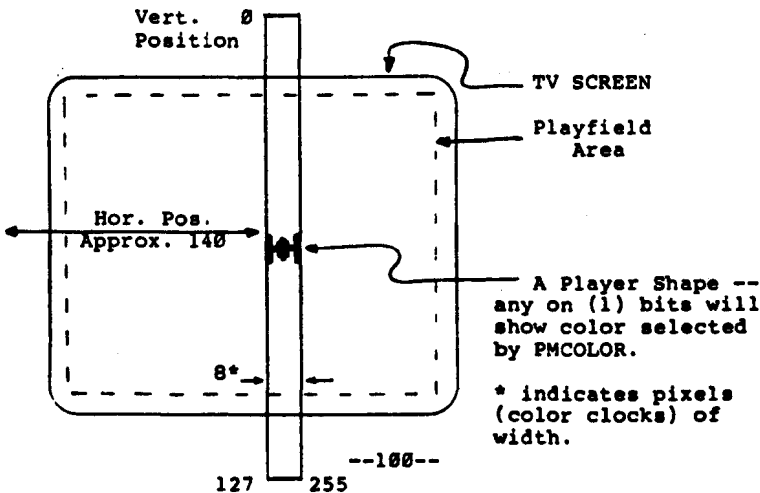 Vert. 0
Position
TV SCREEN
Playfield
Area
Hor. Pos.
Approx. 140
A Player Shape --
any on (1) bits will
show color selected
by PMCOLOR.
8*
* indicates pixels
(color clocks) of
width.
--100--
127 255